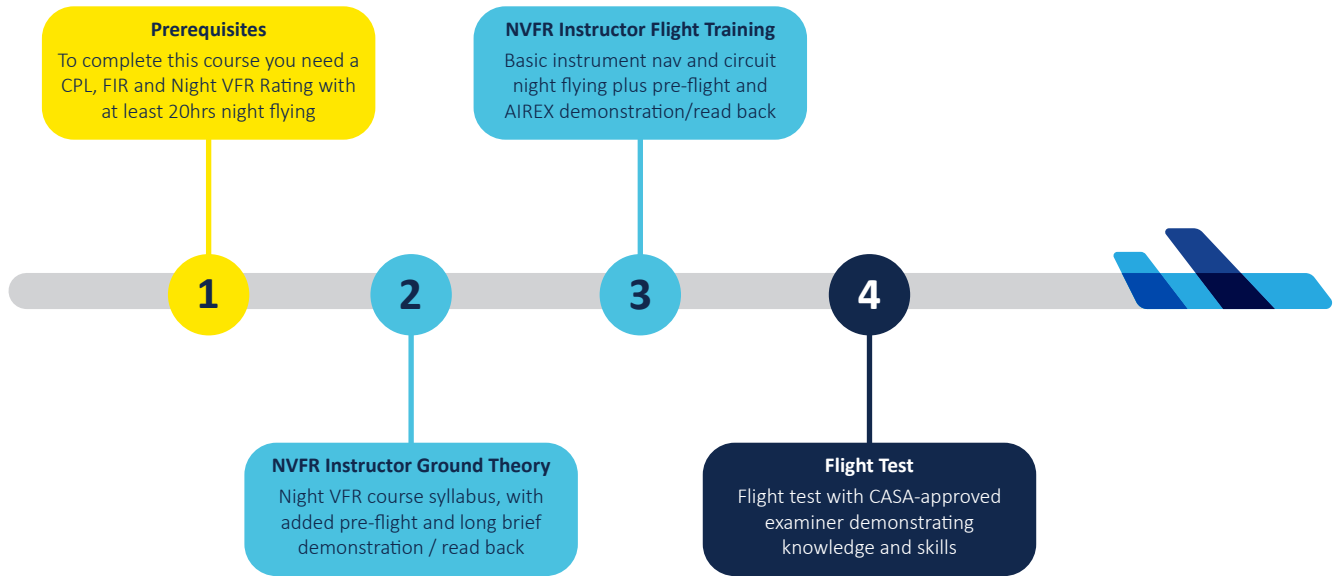 Prerequisites
To complete this course you need a
CPL, FIR and Night VFR Rating with
at least 20hrs night flying
1
2
NVFR Instructor Ground Theory
Night VFR course syllabus, with
added pre-flight and long brief
demonstration / read back
NVFR Instructor Flight Training
Basic instrument nav and circuit
night flying plus pre-flight and
AIREX demonstration/read back
3
4
Flight Test
Flight test with CASA-approved
examiner demonstrating
knowledge and skills